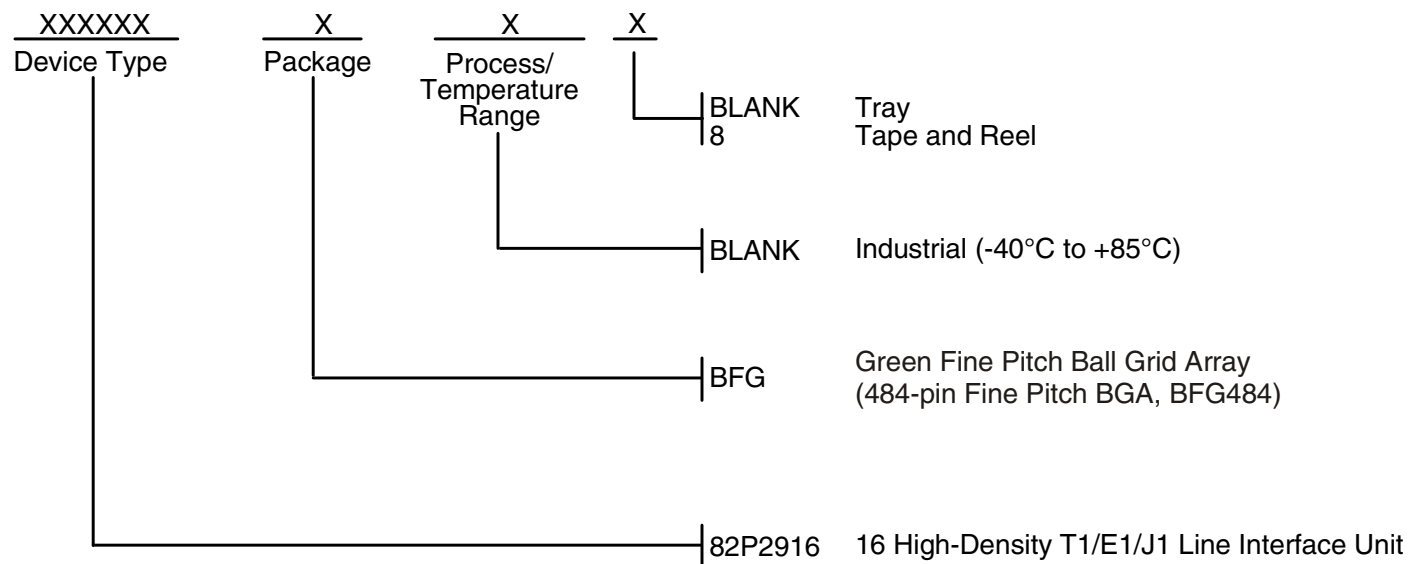 XXXXXX X X X
Device Type Package Process/
Temperature
Range
BLANK Tray
8 Tape and Reel
BLANK Industrial (-40°C to +85°C)
BFG Green Fine Pitch Ball Grid Array
(484-pin Fine Pitch BGA, BFG484)
82P2916 16 High-Density T1/E1/J1 Line Interface Unit